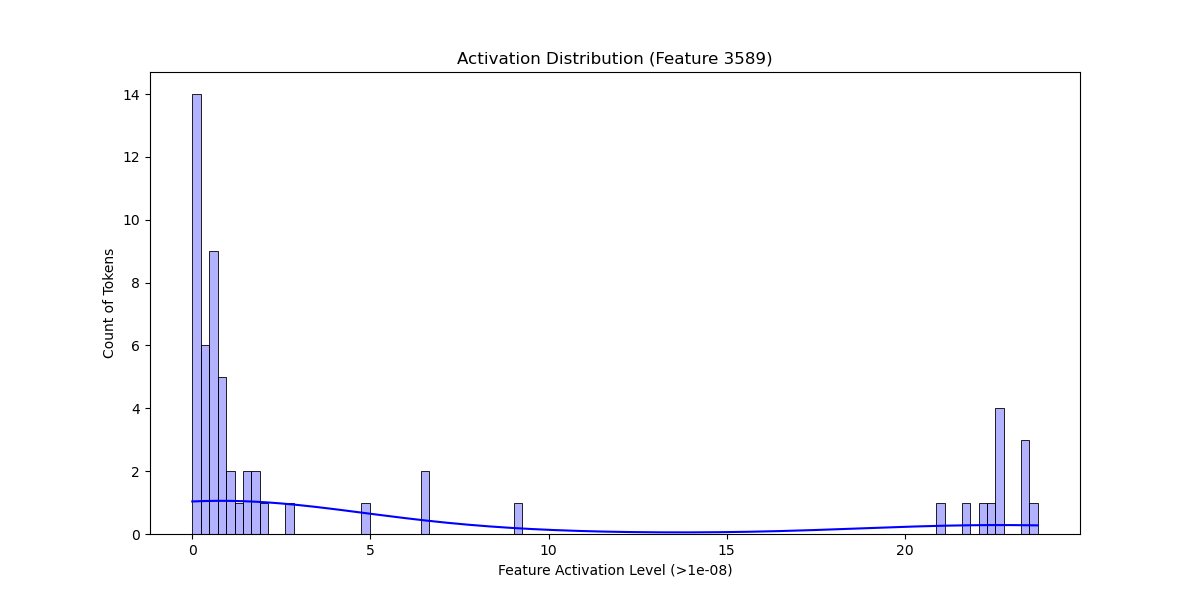 Activation Distribution (Feature 3589)
14
12
10
8
6
4
2
0
Count of Tokens
0 5 10 15 20
Feature Activation Level (>1e-08)